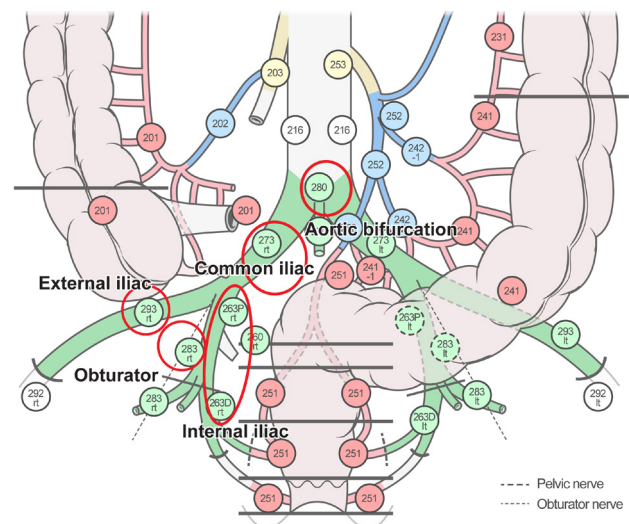 231
203
253
202
252
241
216
216
242
-1
201
252
280
201
201
242
241
Aortic bifurcation
273
rt
273
lt
Common iliac
251
241
-1
External iliac
241
293
rt
263P
rt
263P
lt
293
lt
283
rt
260
rt
283
lt
Obturator
292
rt
283
rt
263D
rt
251
251
263D
lt
283
lt
292
lt
Internal iliac
251
251
251
251
Pelvic nerve
Obturator nerve